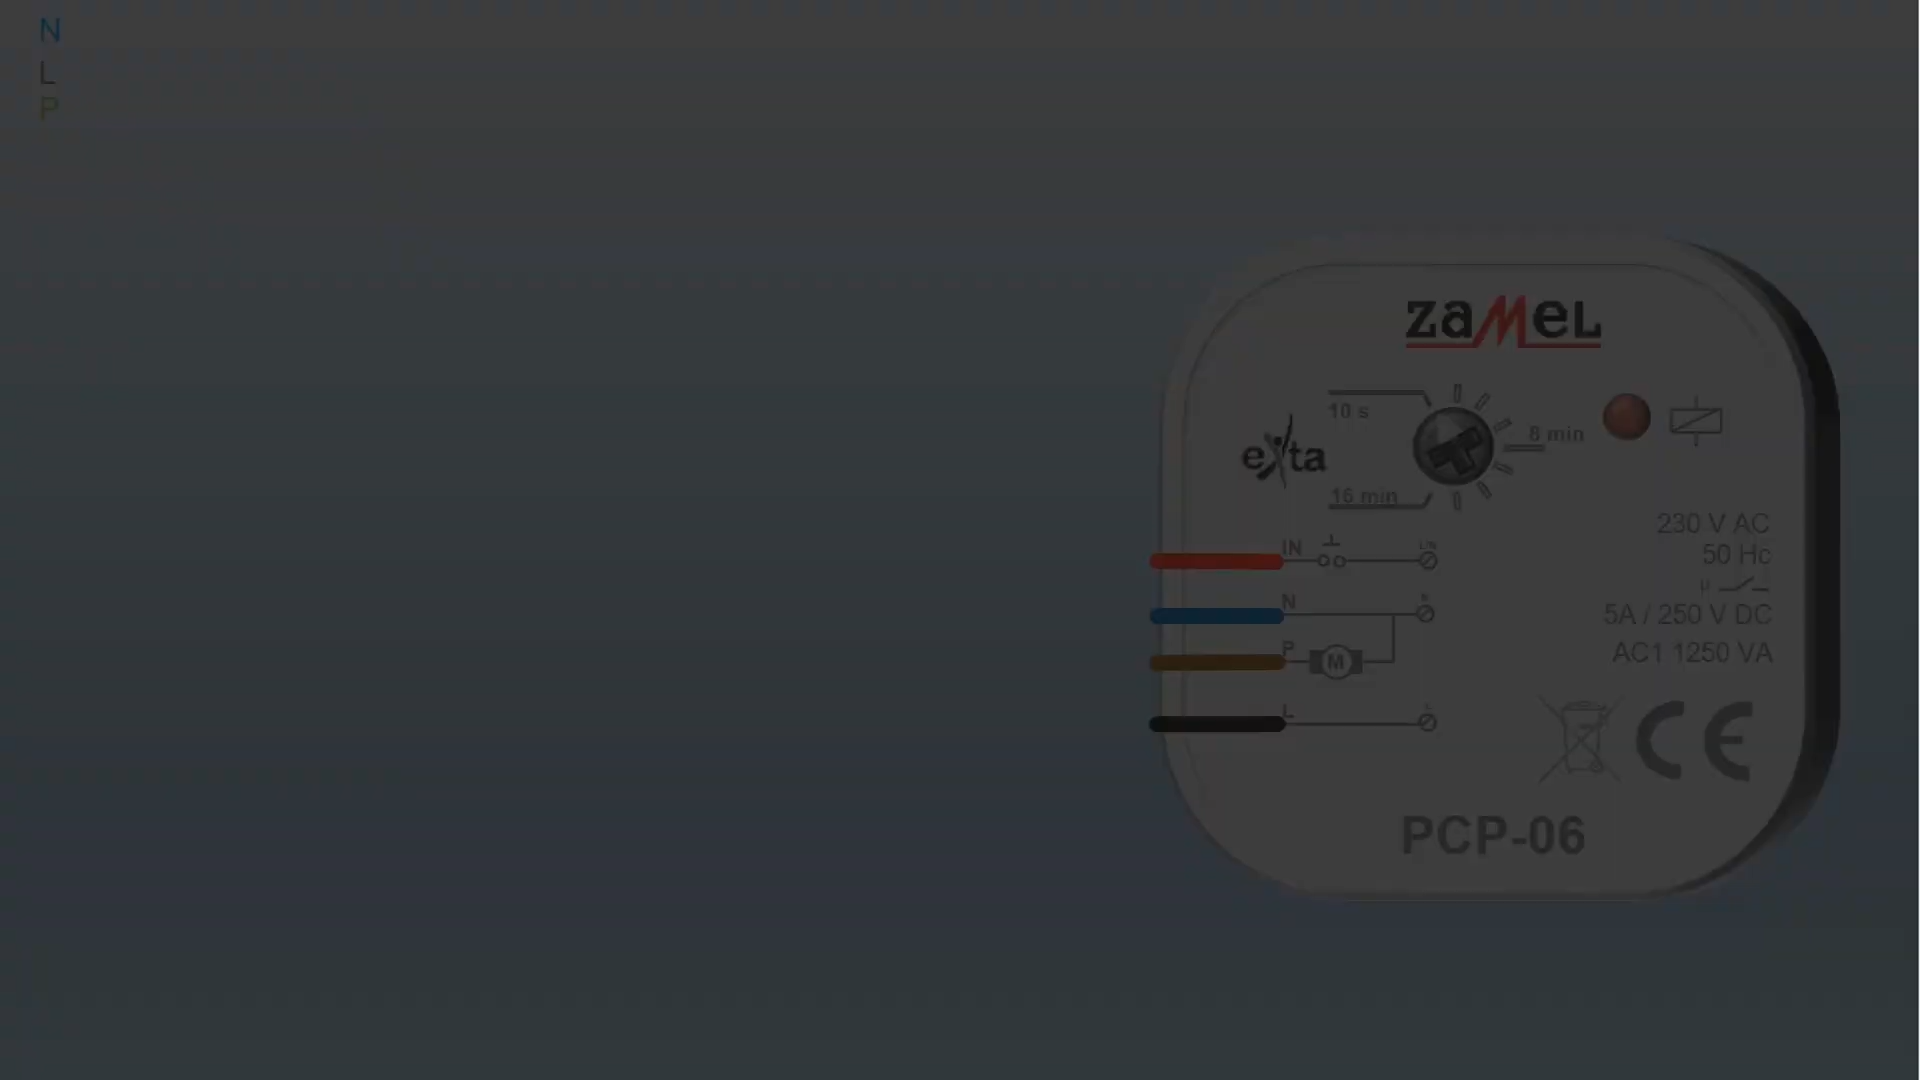 N
L
P
zaMeL
10 s
8 min
exta
16 min
IN
L/N
230 V AC
50 Hc
N
N
µ
5A / 250 V DC
P
M
AC1 1250 VA
L
L
CE
PCP-06